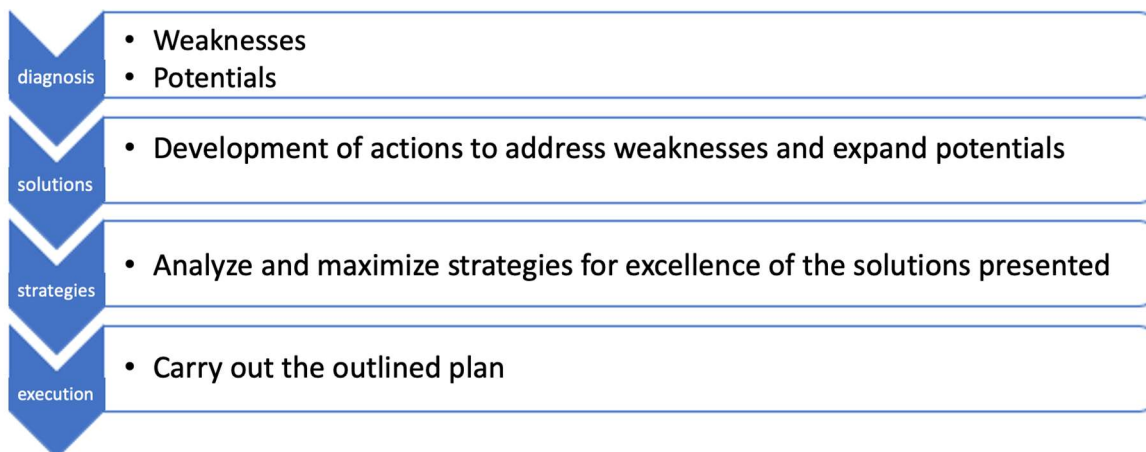 diagnosis
• Weaknesses
• Potentials
solutions
• Development of actions to address weaknesses and expand potentials
strategies
• Analyze and maximize strategies for excellence of the solutions presented
execution
• Carry out the outlined plan